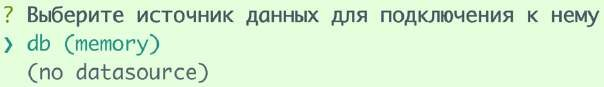 ? Выберите источник данных для подключения к нему
❯ db (memory)
(no datasource)